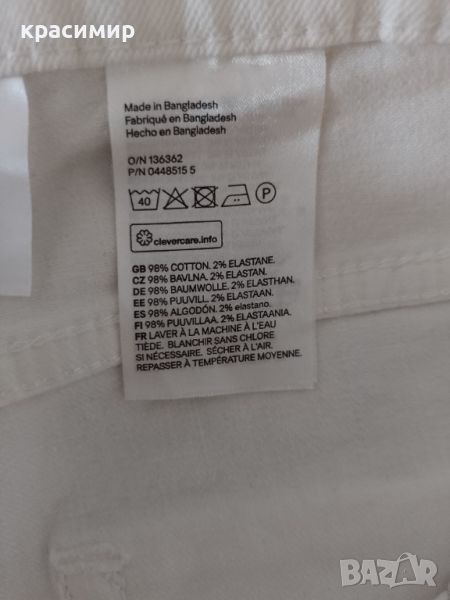 красимир
Made in Bangladesh
Fabriqué en Bangladesh
Hecho en Bangladesh
O/N 136362
P/N 0448515 5
40 P
clevercare.info
GB 98% COTTON. 2% ELASTANE.
CZ 98% BAVLNA. 2% ELASTAN.
DE 98% BAUMWOLLE. 2% ELASTHAN.
EE 98% PUUVILL. 2% ELASTAAN.
ES 98% ALGODÓN. 2% elastano.
FI 98% PUUVILLAA. 2% ELASTAANIA.
FR LAVER À LA MACHINE À L'EAU
TIÈDE. BLANCHIR SANS CHLORE
SI NÉCESSAIRE. SÉCHER À L'AIR.
REPASSER À TEMPÉRATURE MOYENNE.
BAZAR